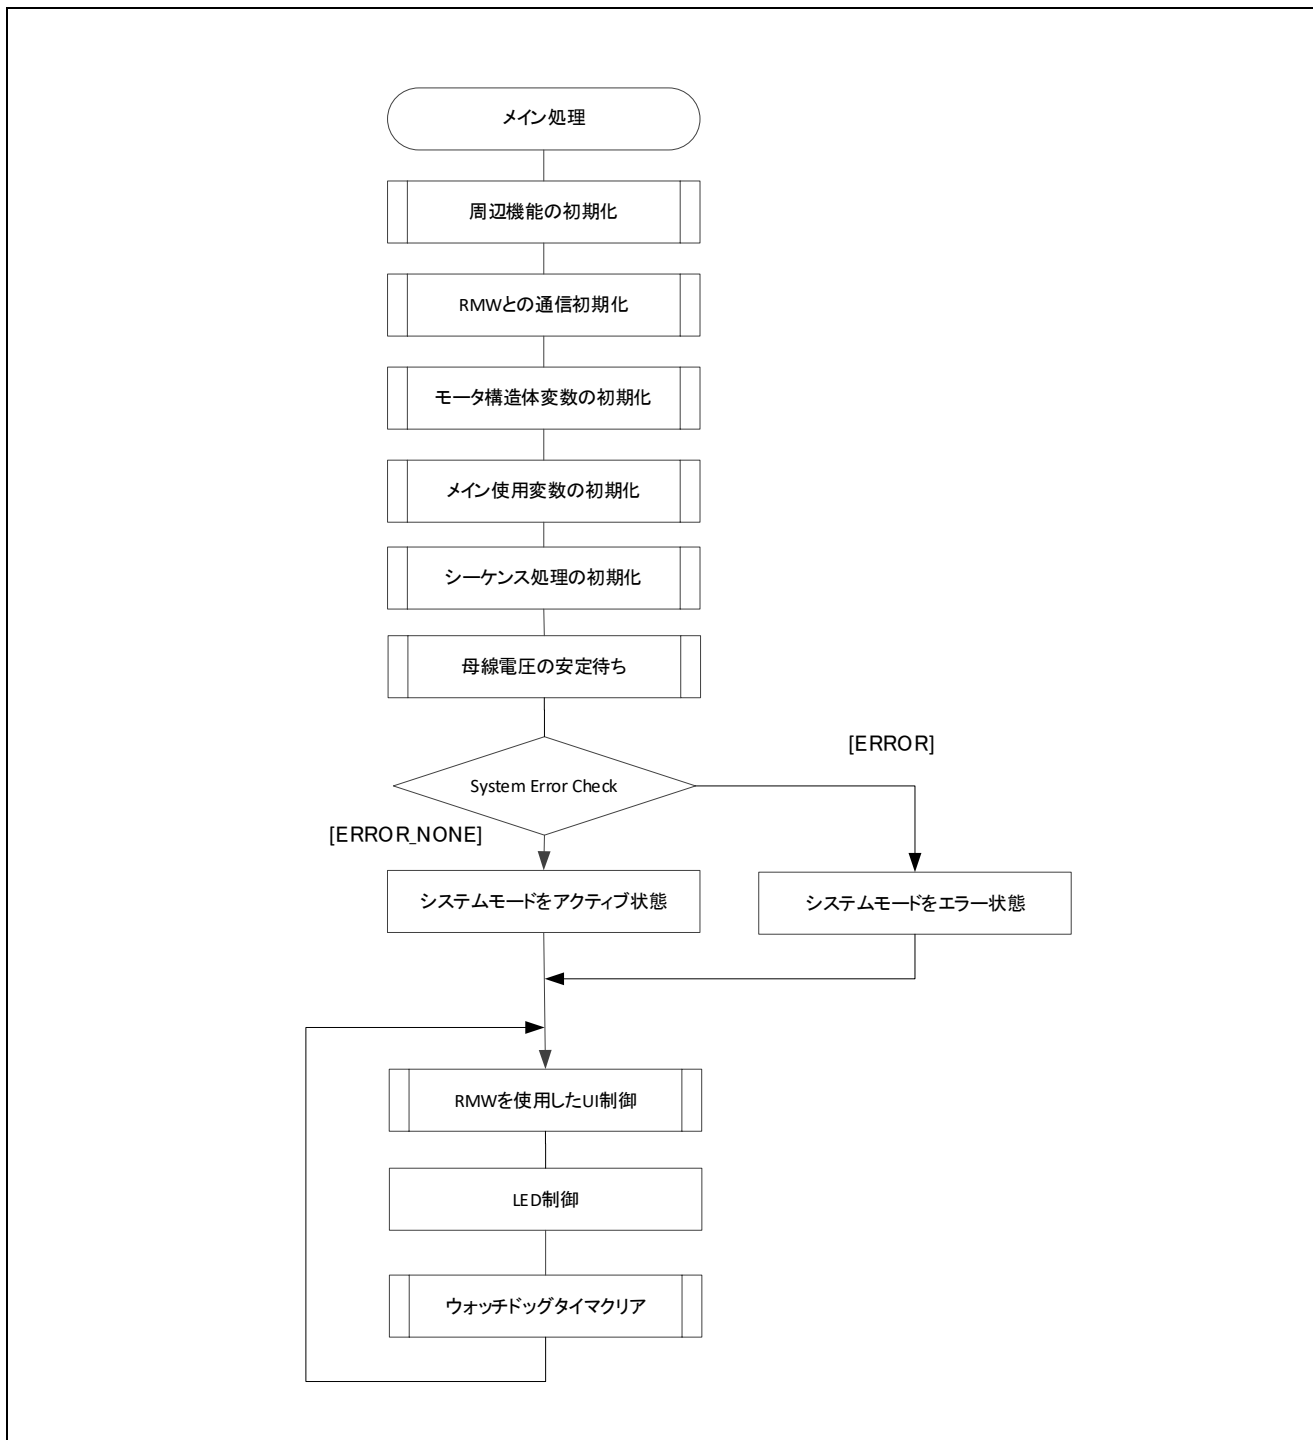 メイン処理
周辺機能の初期化
RMWとの通信初期化
モータ構造体変数の初期化
メイン使用変数の初期化
シーケンス処理の初期化
母線電圧の安定待ち
[ERROR]
System Error Check
[ERROR_NONE]
システムモードをアクティブ状態
システムモードをエラー状態
RMWを使用したUI制御
LED制御
ウォッチドッグタイマクリア